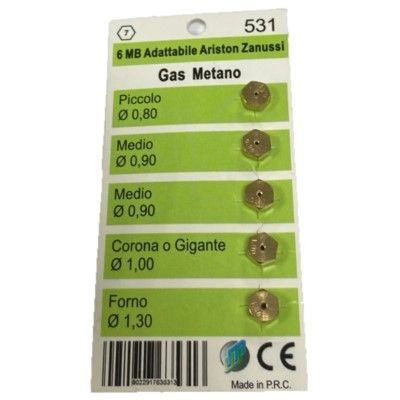 7
531
6 MB Adattabile Ariston Zanussi
Gas Metano
Piccolo
Ø 0,80
Medio
Ø 0,90
Medio
Ø 0,90
Corona o Gigante
Ø 1,00
Forno
Ø 1,30
CE
Made in P.R.C.